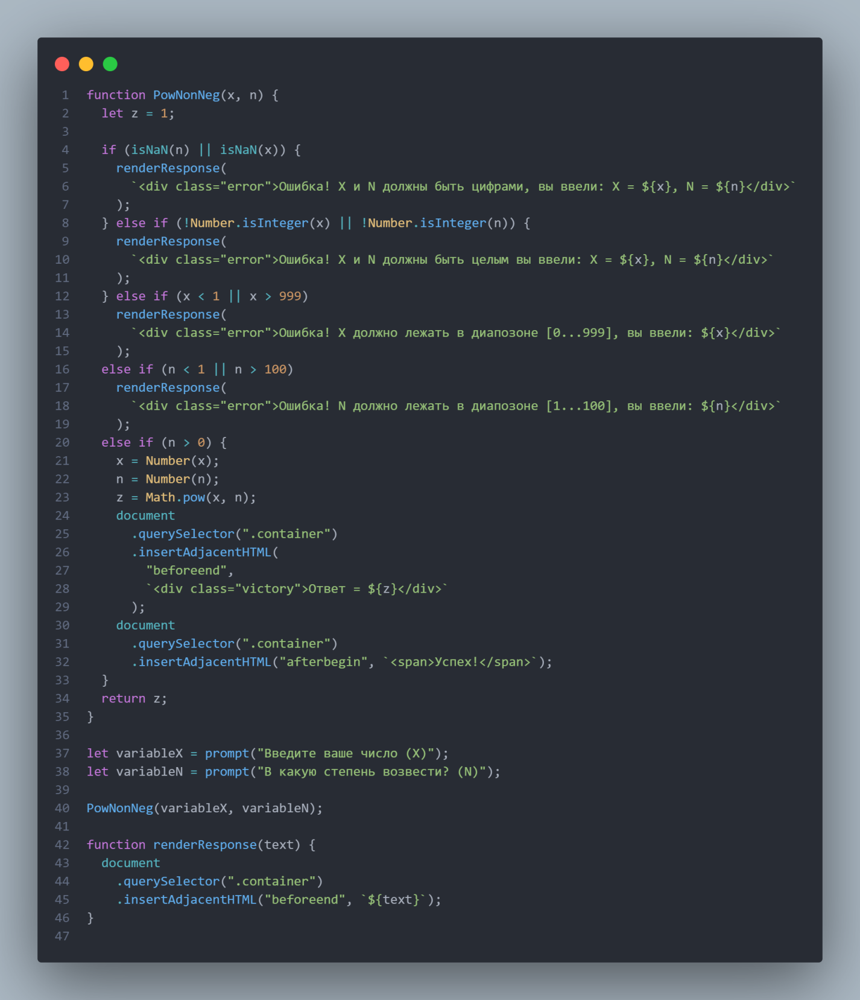 1 function PowNonNeg(x, n) {
2   let z = 1;
3
4   if (isNaN(n) || isNaN(x)) {
5     renderResponse(
6       `<div class="error">Ошибка! X и N должны быть цифрами, вы ввели: X = ${x}, N = ${n}</div>`
7     );
8   } else if (!Number.isInteger(x) || !Number.isInteger(n)) {
9     renderResponse(
10       `<div class="error">Ошибка! X и N должны быть целым вы ввели: X = ${x}, N = ${n}</div>`
11     );
12   } else if (x < 1 || x > 999)
13     renderResponse(
14       `<div class="error">Ошибка! X должно лежать в диапозоне [0...999], вы ввели: ${x}</div>`
15     );
16   else if (n < 1 || n > 100)
17     renderResponse(
18       `<div class="error">Ошибка! N должно лежать в диапозоне [1...100], вы ввели: ${n}</div>`
19     );
20   else if (n > 0) {
21     x = Number(x);
22     n = Number(n);
23     z = Math.pow(x, n);
24     document
25       .querySelector(".container")
26       .insertAdjacentHTML(
27         "beforeend",
28         `<div class="victory">Ответ = ${z}</div>`
29       );
30     document
31       .querySelector(".container")
32       .insertAdjacentHTML("afterbegin", `<span>Успех!</span>`);
33   }
34   return z;
35 }
36
37 let variableX = prompt("Введите ваше число (X)");
38 let variableN = prompt("В какую степень возвести? (N)");
39
40 PowNonNeg(variableX, variableN);
41
42 function renderResponse(text) {
43   document
44     .querySelector(".container")
45     .insertAdjacentHTML("beforeend", `${text}`);
46 }
47